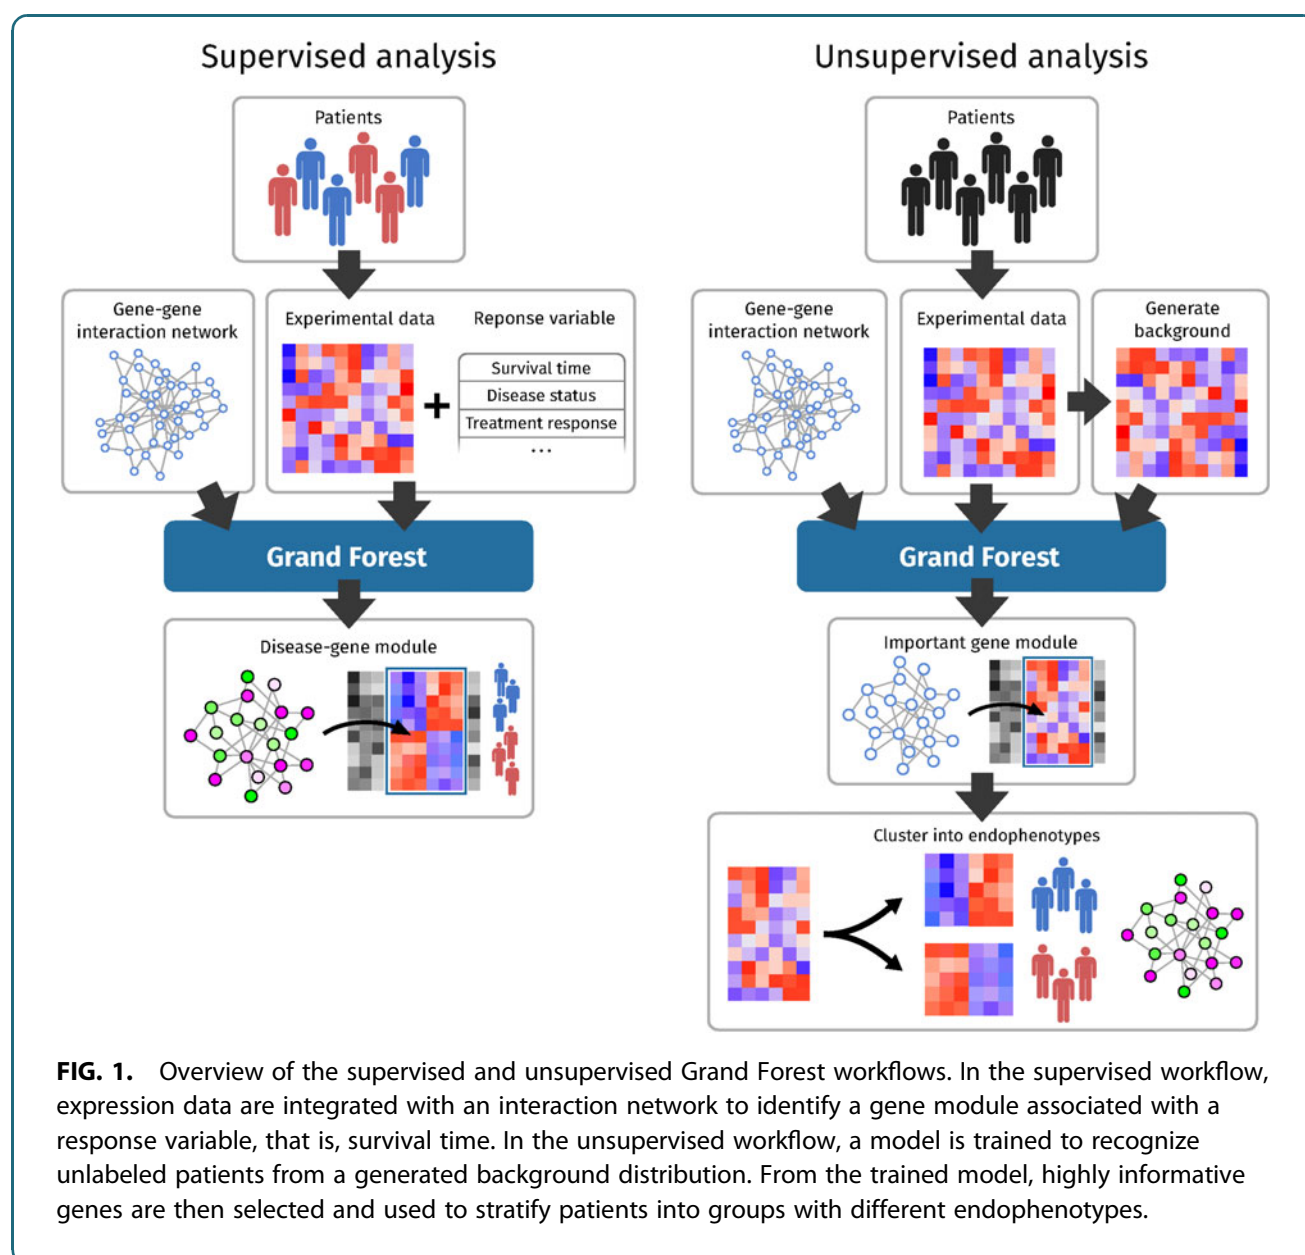 Supervised analysis
Patients
Gene-gene
interaction network
Experimental data
Reponse variable
Survival time
Disease status
Treatment response
...
+
Grand Forest
Disease-gene module
Unsupervised analysis
Patients
Gene-gene
interaction network
Experimental data
Generate
background
Grand Forest
Important gene module
Cluster into endophenotypes
FIG. 1. Overview of the supervised and unsupervised Grand Forest workflows. In the supervised workflow,
expression data are integrated with an interaction network to identify a gene module associated with a
response variable, that is, survival time. In the unsupervised workflow, a model is trained to recognize
unlabeled patients from a generated background distribution. From the trained model, highly informative
genes are then selected and used to stratify patients into groups with different endophenotypes.